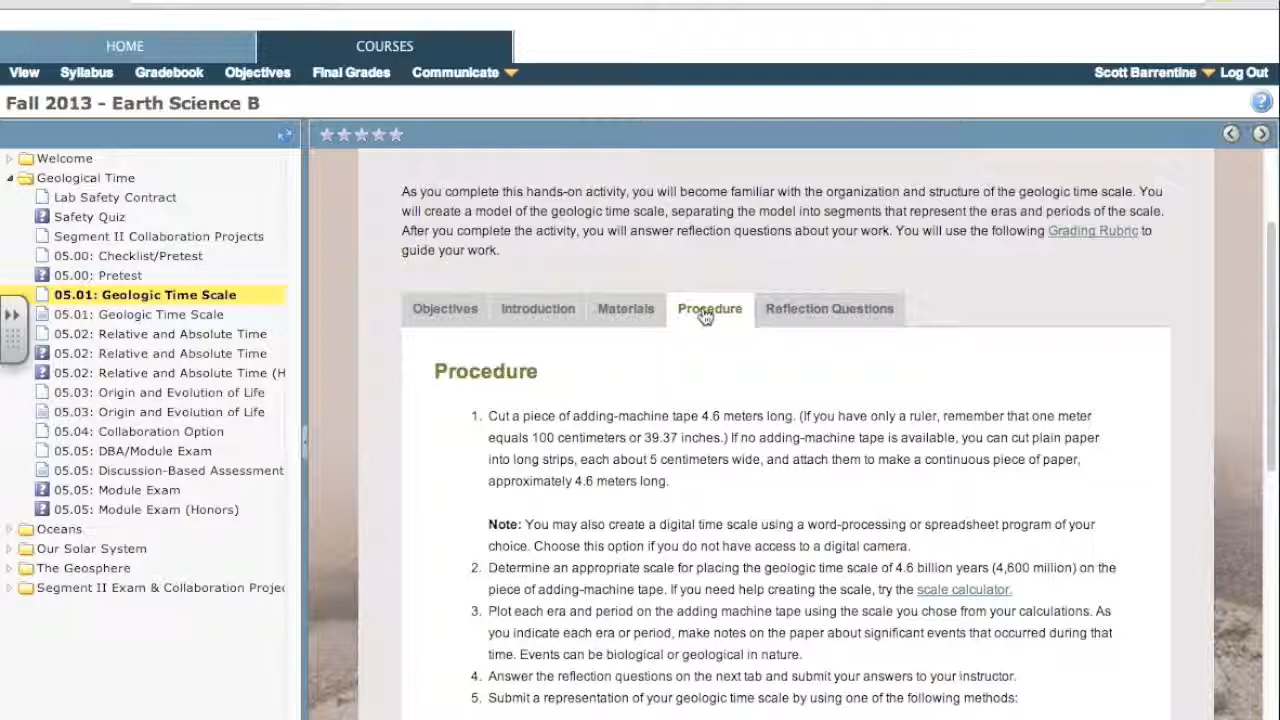 HOME COURSES
View Syllabus Gradebook Objectives Final Grades Communicate Scott Barrentine Log Out
Fall 2013 - Earth Science B
Welcome
Geological Time
Lab Safety Contract
Safety Quiz
Segment II Collaboration Projects
05.00: Checklist/Pretest
05.00: Pretest
05.01: Geologic Time Scale
05.01: Geologic Time Scale
05.02: Relative and Absolute Time
05.02: Relative and Absolute Time
05.02: Relative and Absolute Time (H
05.03: Origin and Evolution of Life
05.03: Origin and Evolution of Life
05.04: Collaboration Option
05.05: DBA/Module Exam
05.05: Discussion-Based Assessment
05.05: Module Exam
05.05: Module Exam (Honors)
Oceans
Our Solar System
The Geosphere
Segment II Exam & Collaboration Projec
As you complete this hands-on activity, you will become familiar with the organization and structure of the geologic time scale. You
will create a model of the geologic time scale, separating the model into segments that represent the eras and periods of the scale.
After you complete the activity, you will answer reflection questions about your work. You will use the following Grading Rubric to
guide your work.
Objectives Introduction Materials Procedure Reflection Questions
Procedure
1. Cut a piece of adding-machine tape 4.6 meters long. (If you have only a ruler, remember that one meter
equals 100 centimeters or 39.37 inches.) If no adding-machine tape is available, you can cut plain paper
into long strips, each about 5 centimeters wide, and attach them to make a continuous piece of paper,
approximately 4.6 meters long.
Note: You may also create a digital time scale using a word-processing or spreadsheet program of your
choice. Choose this option if you do not have access to a digital camera.
2. Determine an appropriate scale for placing the geologic time scale of 4.6 billion years (4,600 million) on the
piece of adding-machine tape. If you need help creating the scale, try the scale calculator.
3. Plot each era and period on the adding machine tape using the scale you chose from your calculations. As
you indicate each era or period, make notes on the paper about significant events that occurred during that
time. Events can be biological or geological in nature.
4. Answer the reflection questions on the next tab and submit your answers to your instructor.
5. Submit a representation of your geologic time scale by using one of the following methods: